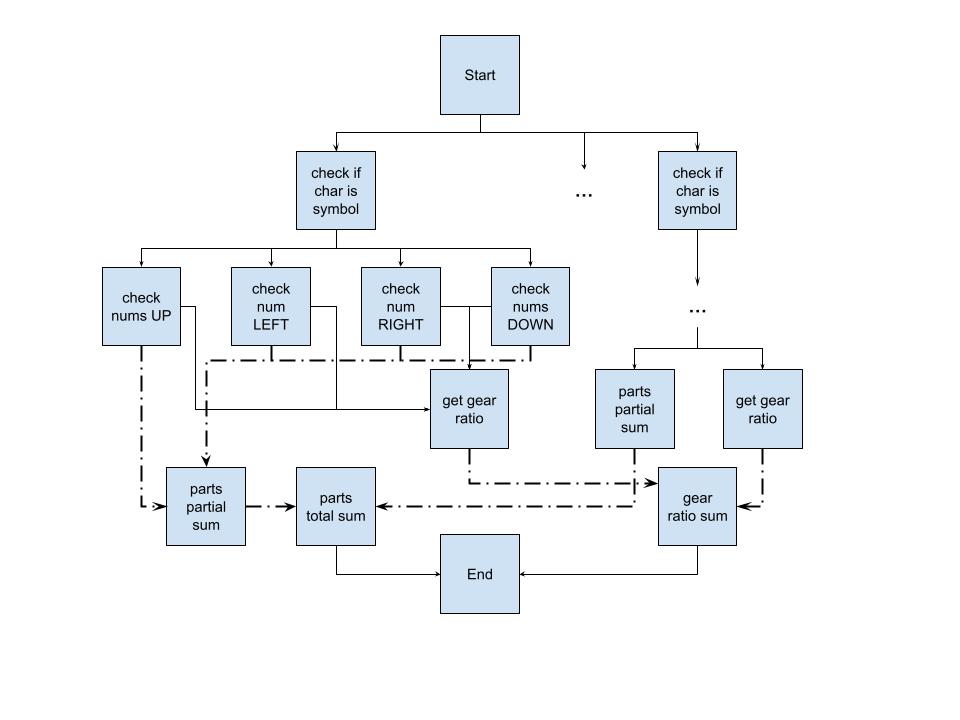 Start
check if
char is
symbol
...
check if
char is
symbol
check
nums UP
check
num
LEFT
check
num
RIGHT
check
nums
DOWN
...
get gear
ratio
parts
partial
sum
get gear
ratio
parts
partial
sum
parts
total sum
gear
ratio sum
End